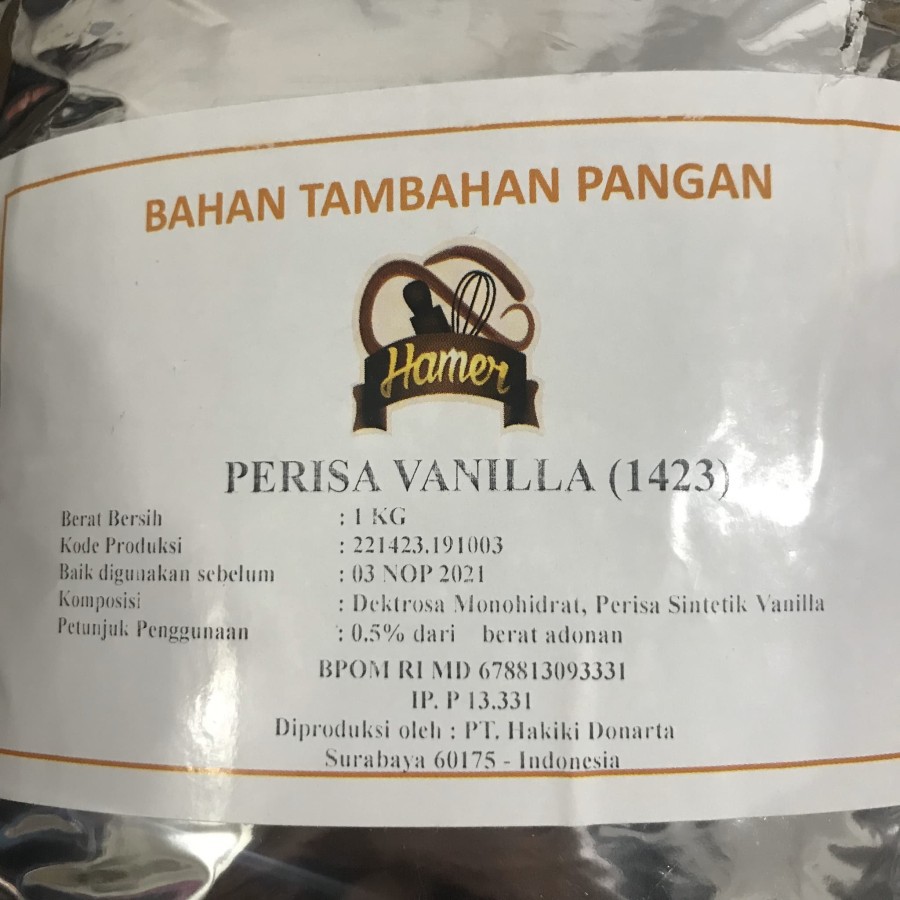 BAHAN TAMBAHAN PANGAN
Hamer
PERISA VANILLA (1423)
Berat Bersih : 1 KG
Kode Produksi : 221423.191003
Baik digunakan sebelum : 03 NOP 2021
Komposisi : Dektrosa Monohidrat, Perisa Sintetik Vanilla
Petunjuk Penggunaan : 0.5% dari berat adonan
BPOM RI MD 678813093331
IP. P 13.331
Diproduksi oleh : PT. Hakiki Donarta
Surabaya 60175 - Indonesia